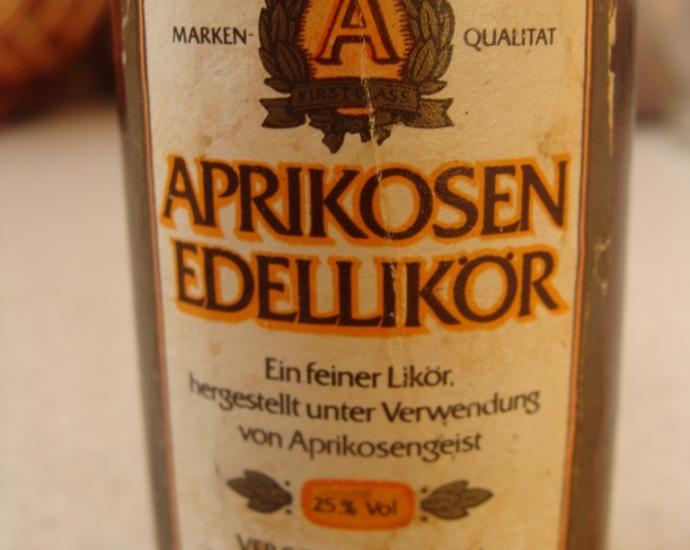 A
MARKEN- QUALITAT
FIRST CLASS
APRIKOSEN
EDELLIKÖR
Ein feiner Likör.
hergestellt unter Verwendung
von Aprikosengeist
25% Vol